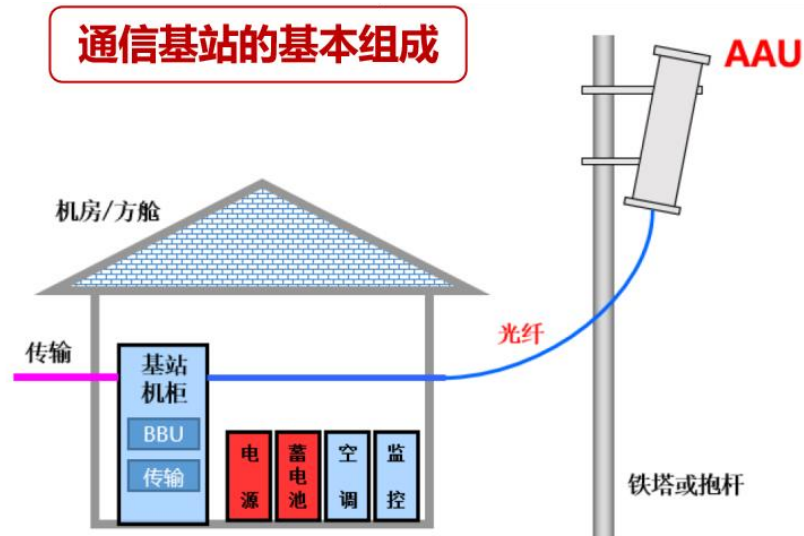 通信基站的基本组成
AAU
机房/方舱
光纤
传输
基站
机柜
BBU
传输
电源
蓄电池
空调
监控
铁塔或抱杆